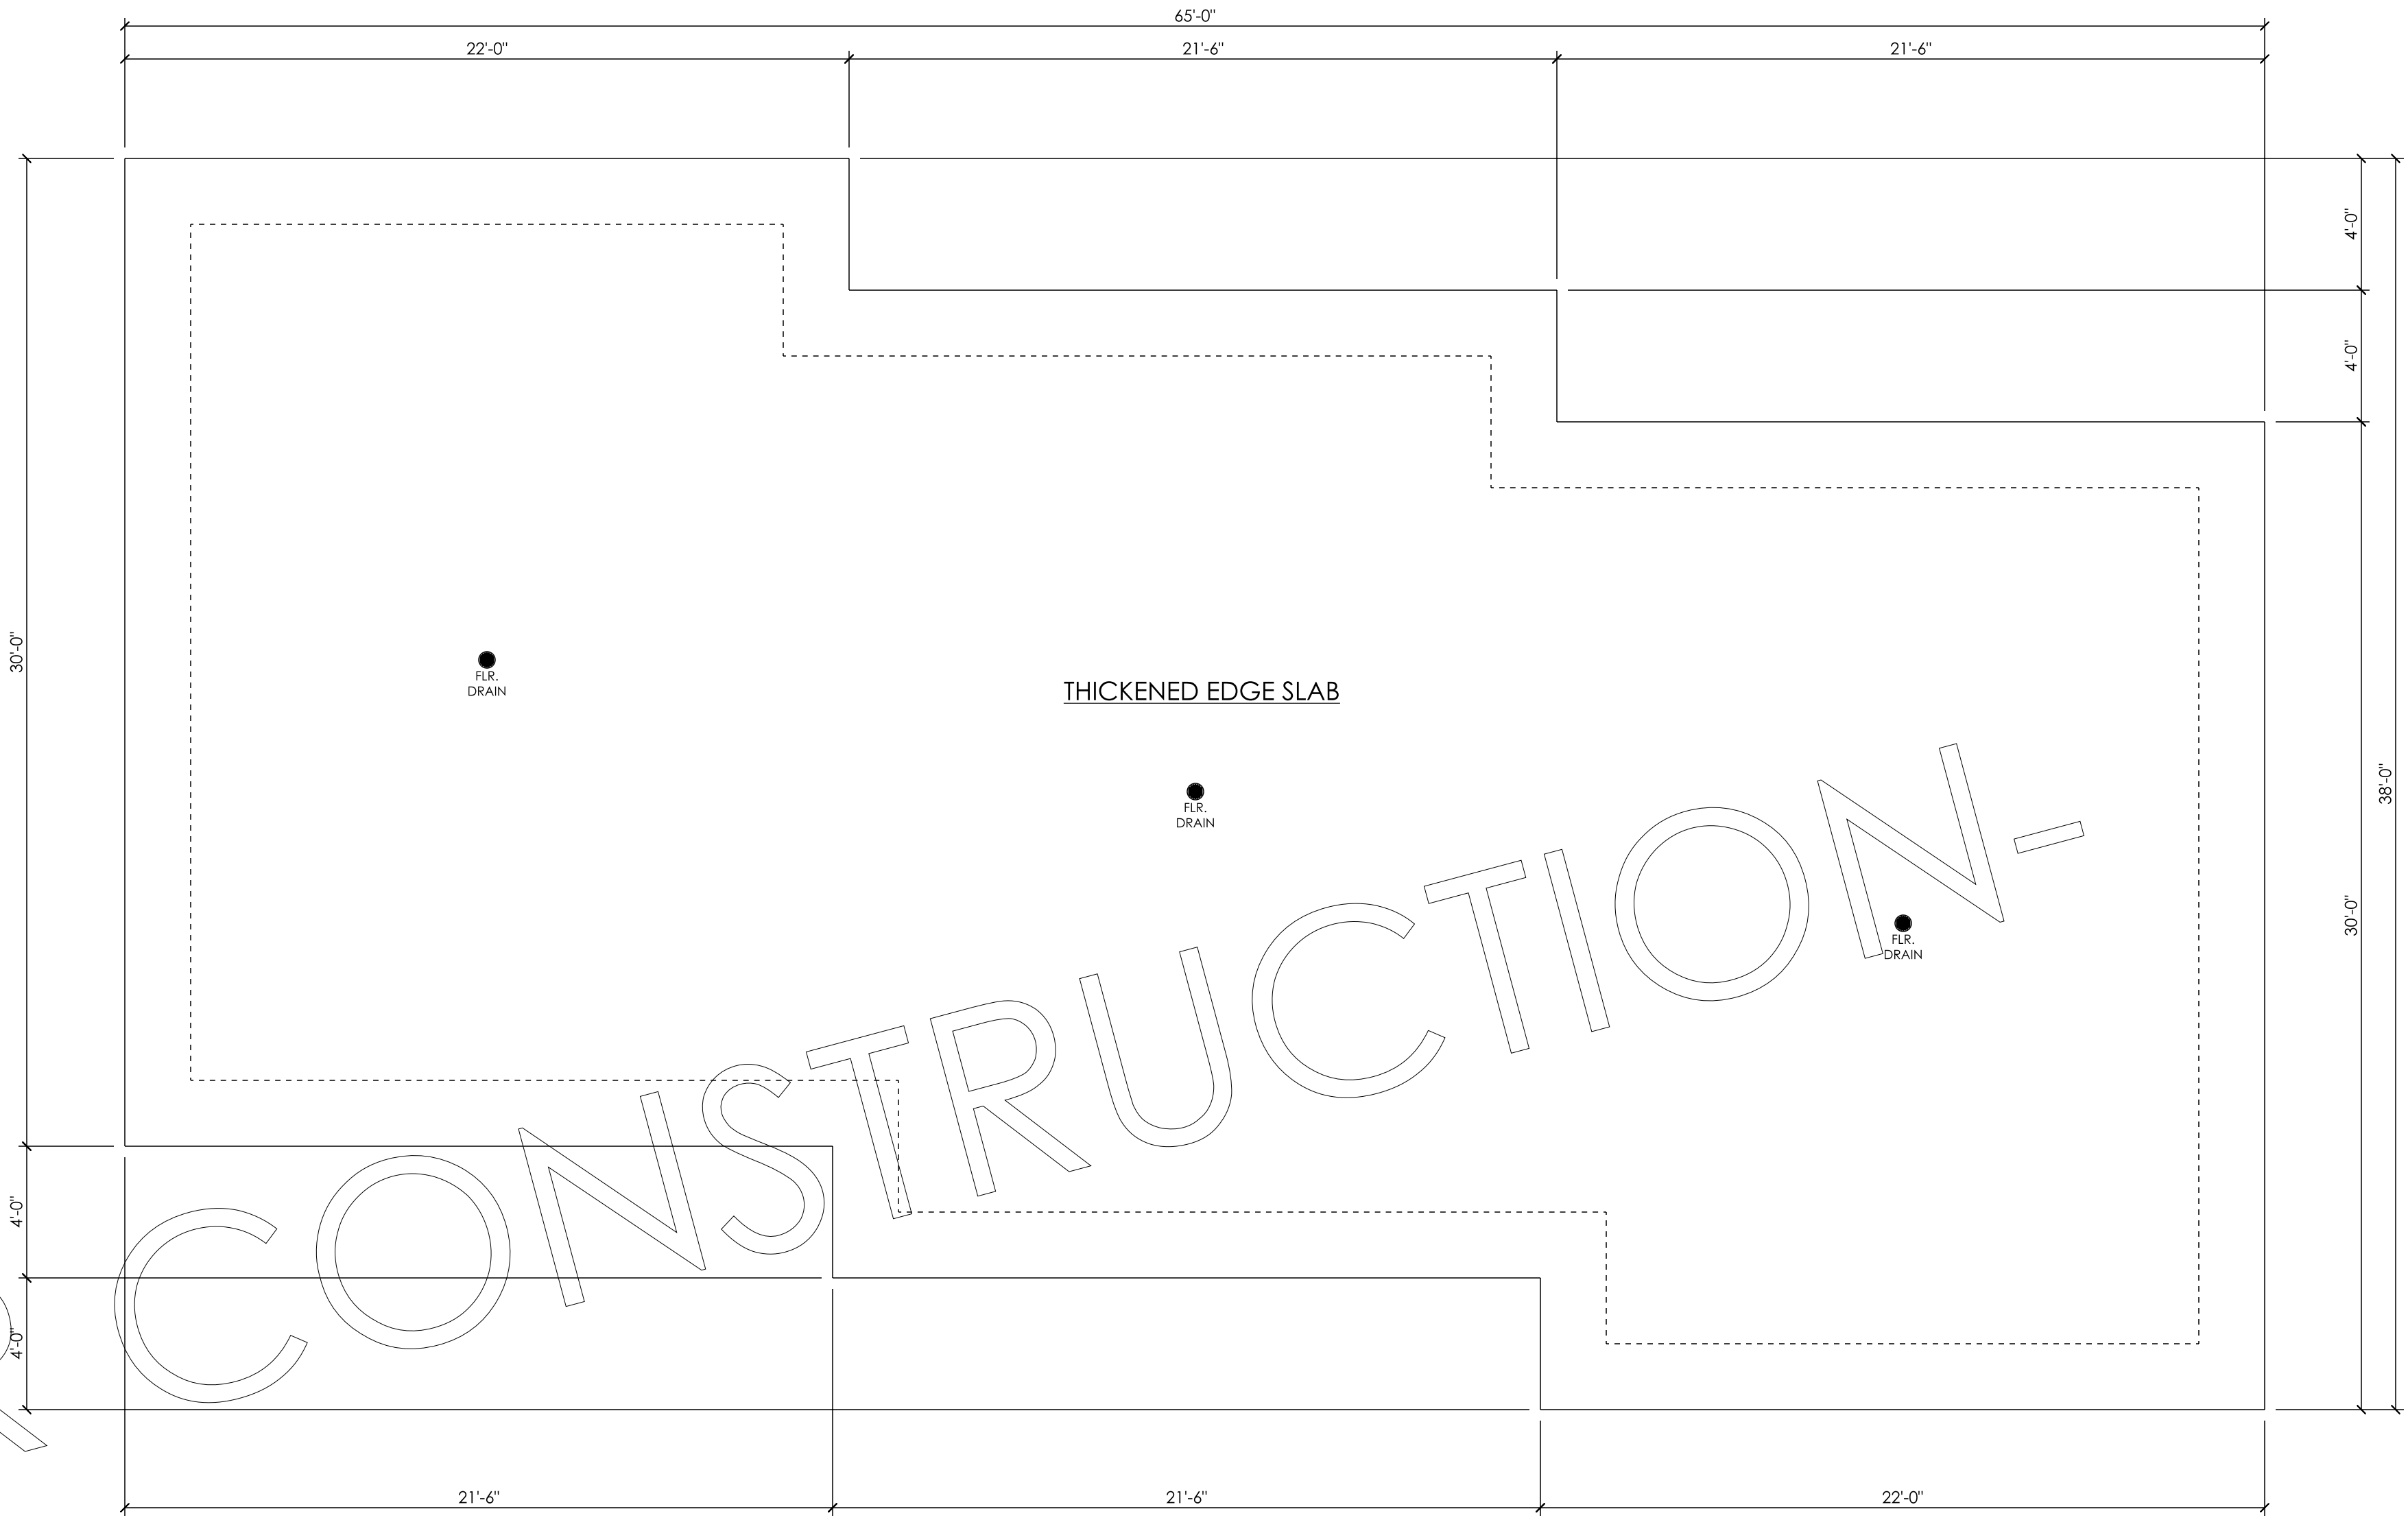 65'-0"
22'-0" 21'-6" 21'-6"
4'-0"
4'-0"
30'-0"
FLR.
DRAIN
THICKENED EDGE SLAB
38'-0"
FLR.
DRAIN
30'-0"
FLR.
DRAIN
R CONSTRUCTION-
4'-0"
4'-0"
21'-6" 21'-6" 22'-0"